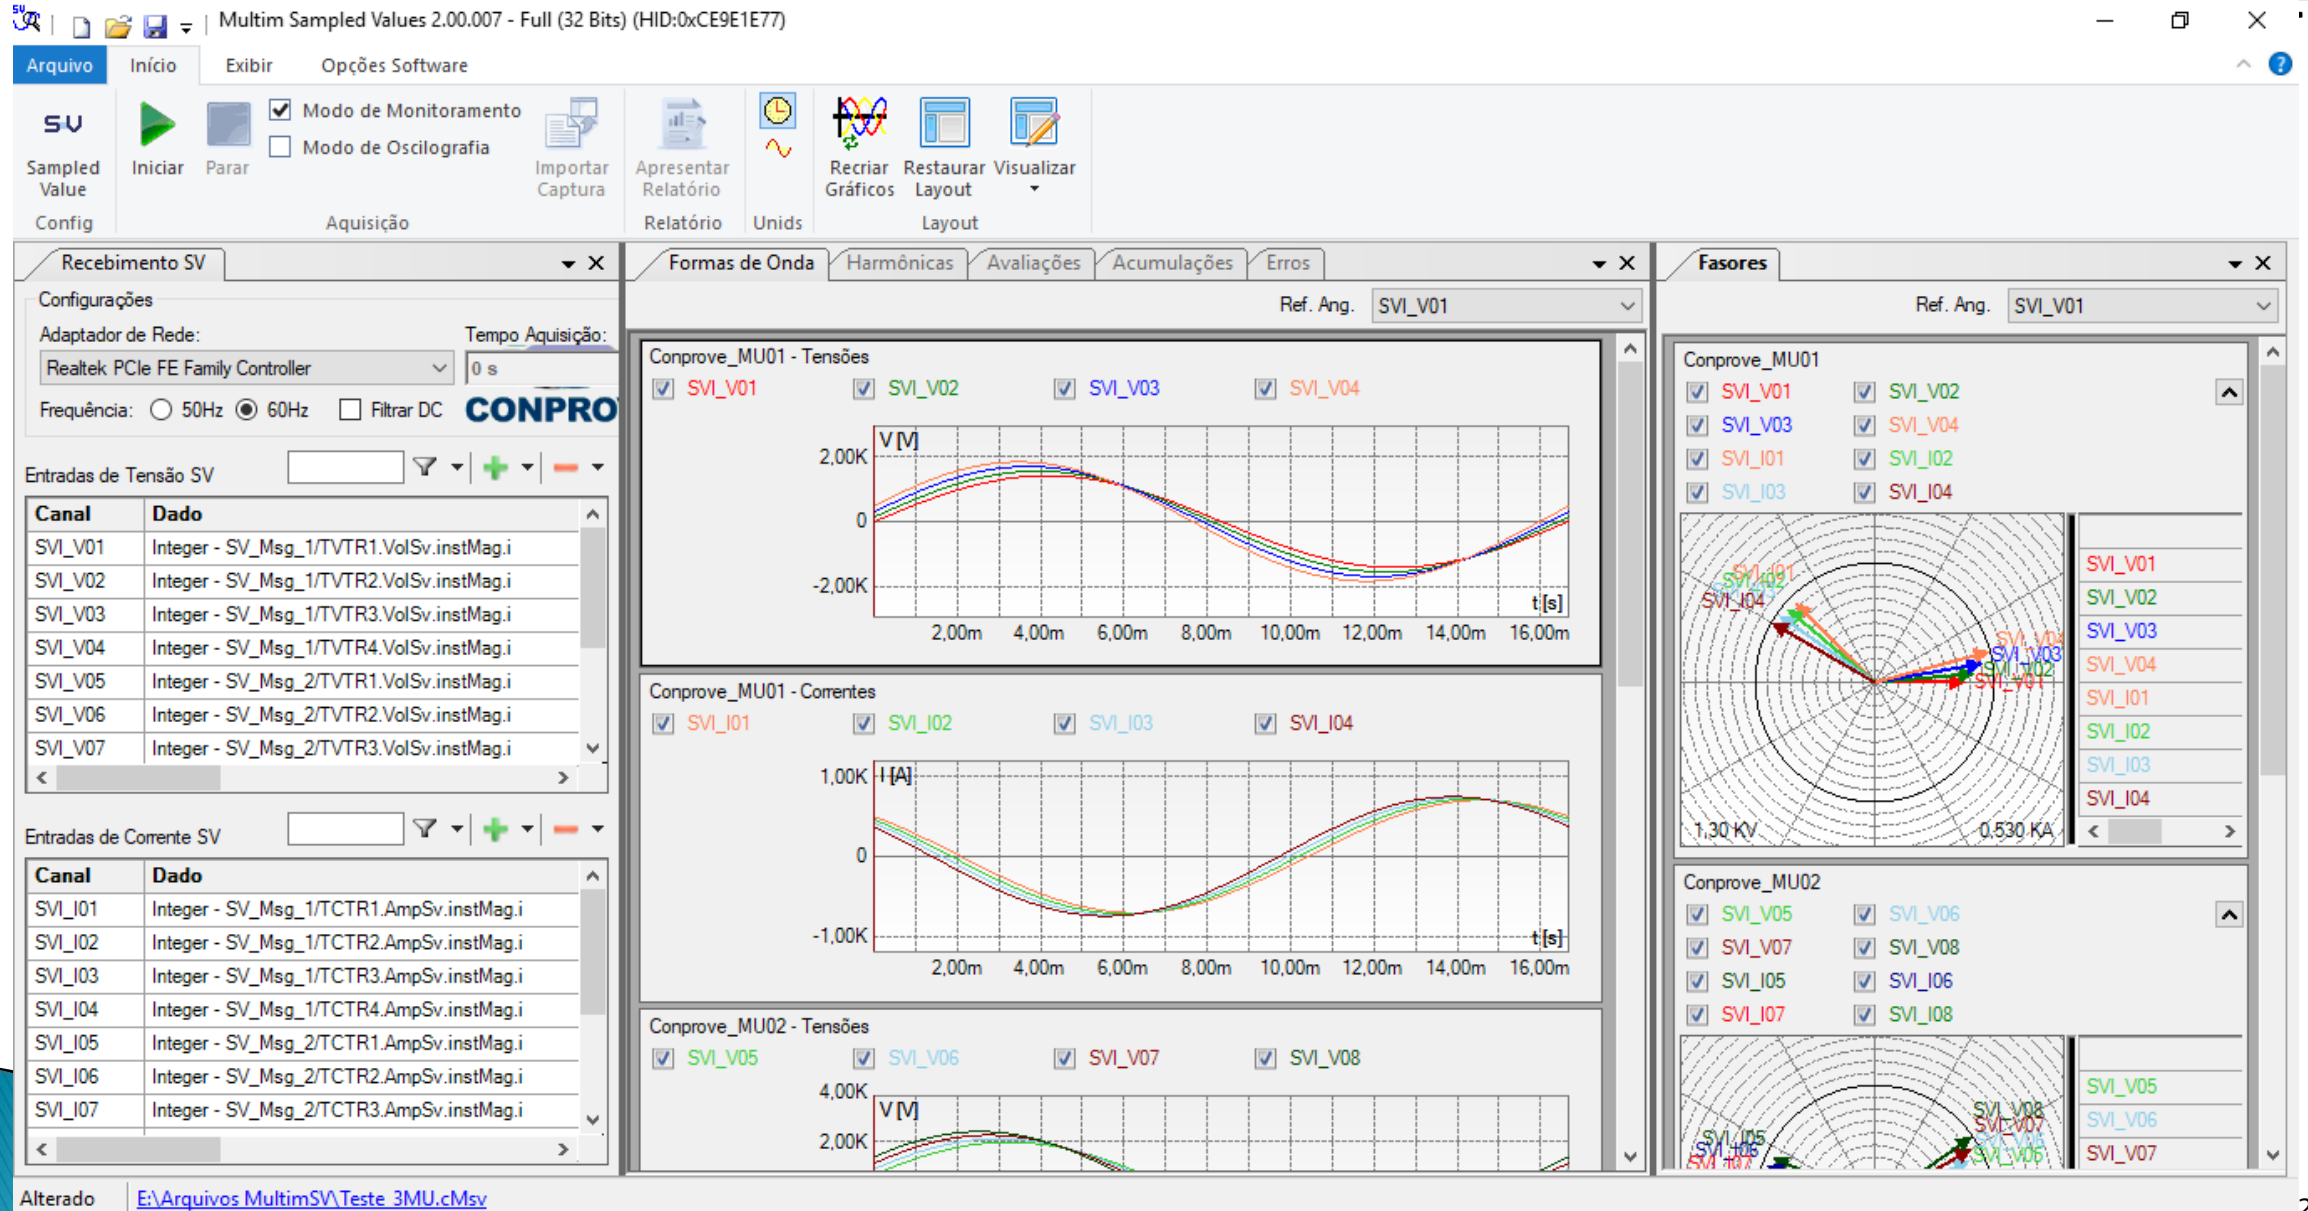 Multim Sampled Values 2.00.007 - Full (32 Bits) (HID:0xCE9E1E77)
Arquivo Início Exibir Opções Software
SV
Sampled Value
Config
Iniciar
Parar
Modo de Monitoramento
Modo de Oscilografia
Importar Captura
Aquisição
Apresentar Relatório
Relatório
Unids
Recriar Gráficos
Restaurar Layout
Visualizar
Layout
Recebimento SV
Configurações
Adaptador de Rede:
Tempo Aquisição:
Realtek PCIe FE Family Controller
0 s
Frequência: 50Hz 60Hz Filtrar DC
CONPRO
Entradas de Tensão SV
Canal Dado
SVI_V01 Integer - SV_Msg_1/TVTR1.VolSv.instMag.i
SVI_V02 Integer - SV_Msg_1/TVTR2.VolSv.instMag.i
SVI_V03 Integer - SV_Msg_1/TVTR3.VolSv.instMag.i
SVI_V04 Integer - SV_Msg_1/TVTR4.VolSv.instMag.i
SVI_V05 Integer - SV_Msg_2/TVTR1.VolSv.instMag.i
SVI_V06 Integer - SV_Msg_2/TVTR2.VolSv.instMag.i
SVI_V07 Integer - SV_Msg_2/TVTR3.VolSv.instMag.i
Entradas de Corrente SV
Canal Dado
SVI_I01 Integer - SV_Msg_1/TCTR1.AmpSv.instMag.i
SVI_I02 Integer - SV_Msg_1/TCTR2.AmpSv.instMag.i
SVI_I03 Integer - SV_Msg_1/TCTR3.AmpSv.instMag.i
SVI_I04 Integer - SV_Msg_1/TCTR4.AmpSv.instMag.i
SVI_I05 Integer - SV_Msg_2/TCTR1.AmpSv.instMag.i
SVI_I06 Integer - SV_Msg_2/TCTR2.AmpSv.instMag.i
SVI_I07 Integer - SV_Msg_2/TCTR3.AmpSv.instMag.i
Formas de Onda Harmônicas Avaliações Acumulações Erros
Ref. Ang. SVI_V01
Conprove_MU01 - Tensões
SVI_V01 SVI_V02 SVI_V03 SVI_V04
V [V]
2,00K
0
-2,00K
t [s]
2,00m 4,00m 6,00m 8,00m 10,00m 12,00m 14,00m 16,00m
Conprove_MU01 - Correntes
SVI_I01 SVI_I02 SVI_I03 SVI_I04
1,00K I [A]
0
-1,00K
t [s]
2,00m 4,00m 6,00m 8,00m 10,00m 12,00m 14,00m 16,00m
Conprove_MU02 - Tensões
SVI_V05 SVI_V06 SVI_V07 SVI_V08
4,00K
V [V]
2,00K
Fasores
Ref. Ang. SVI_V01
Conprove_MU01
SVI_V01 SVI_V02
SVI_V03 SVI_V04
SVI_I01 SVI_I02
SVI_I03 SVI_I04
SVI_I01
SVI_I02
SVI_I04
SVI_V04
SVI_V03
SVI_V02
SVI_V01
1,30 KV 0,530 KA
SVI_V01
SVI_V02
SVI_V03
SVI_V04
SVI_I01
SVI_I02
SVI_I03
SVI_I04
Conprove_MU02
SVI_V05 SVI_V06
SVI_V07 SVI_V08
SVI_I05 SVI_I06
SVI_I07 SVI_I08
SVI_I05
SVI_I06
SVI_I07
SVI_V08
SVI_V07
SVI_V06
SVI_V05
SVI_V05
SVI_V06
SVI_V07
Alterado E:\Arquivos MultimSV\Teste_3MU.cMsv